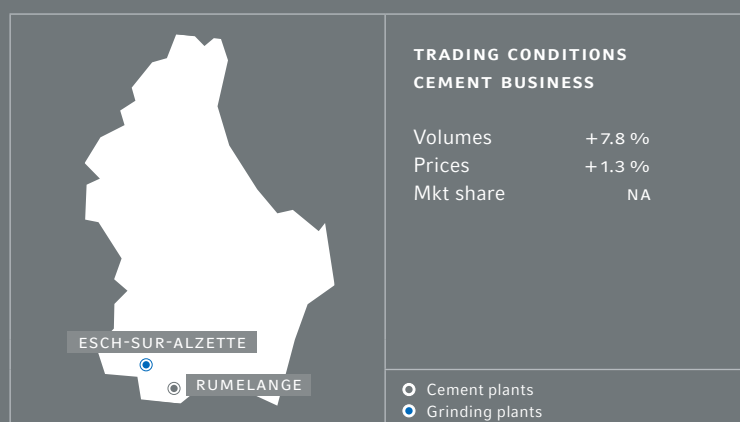 TRADING CONDITIONS
CEMENT BUSINESS
Volumes +7.8 %
Prices +1.3 %
Mkt share NA
ESCH-SUR-ALZETTE
RUMELANGE
Cement plants
Grinding plants